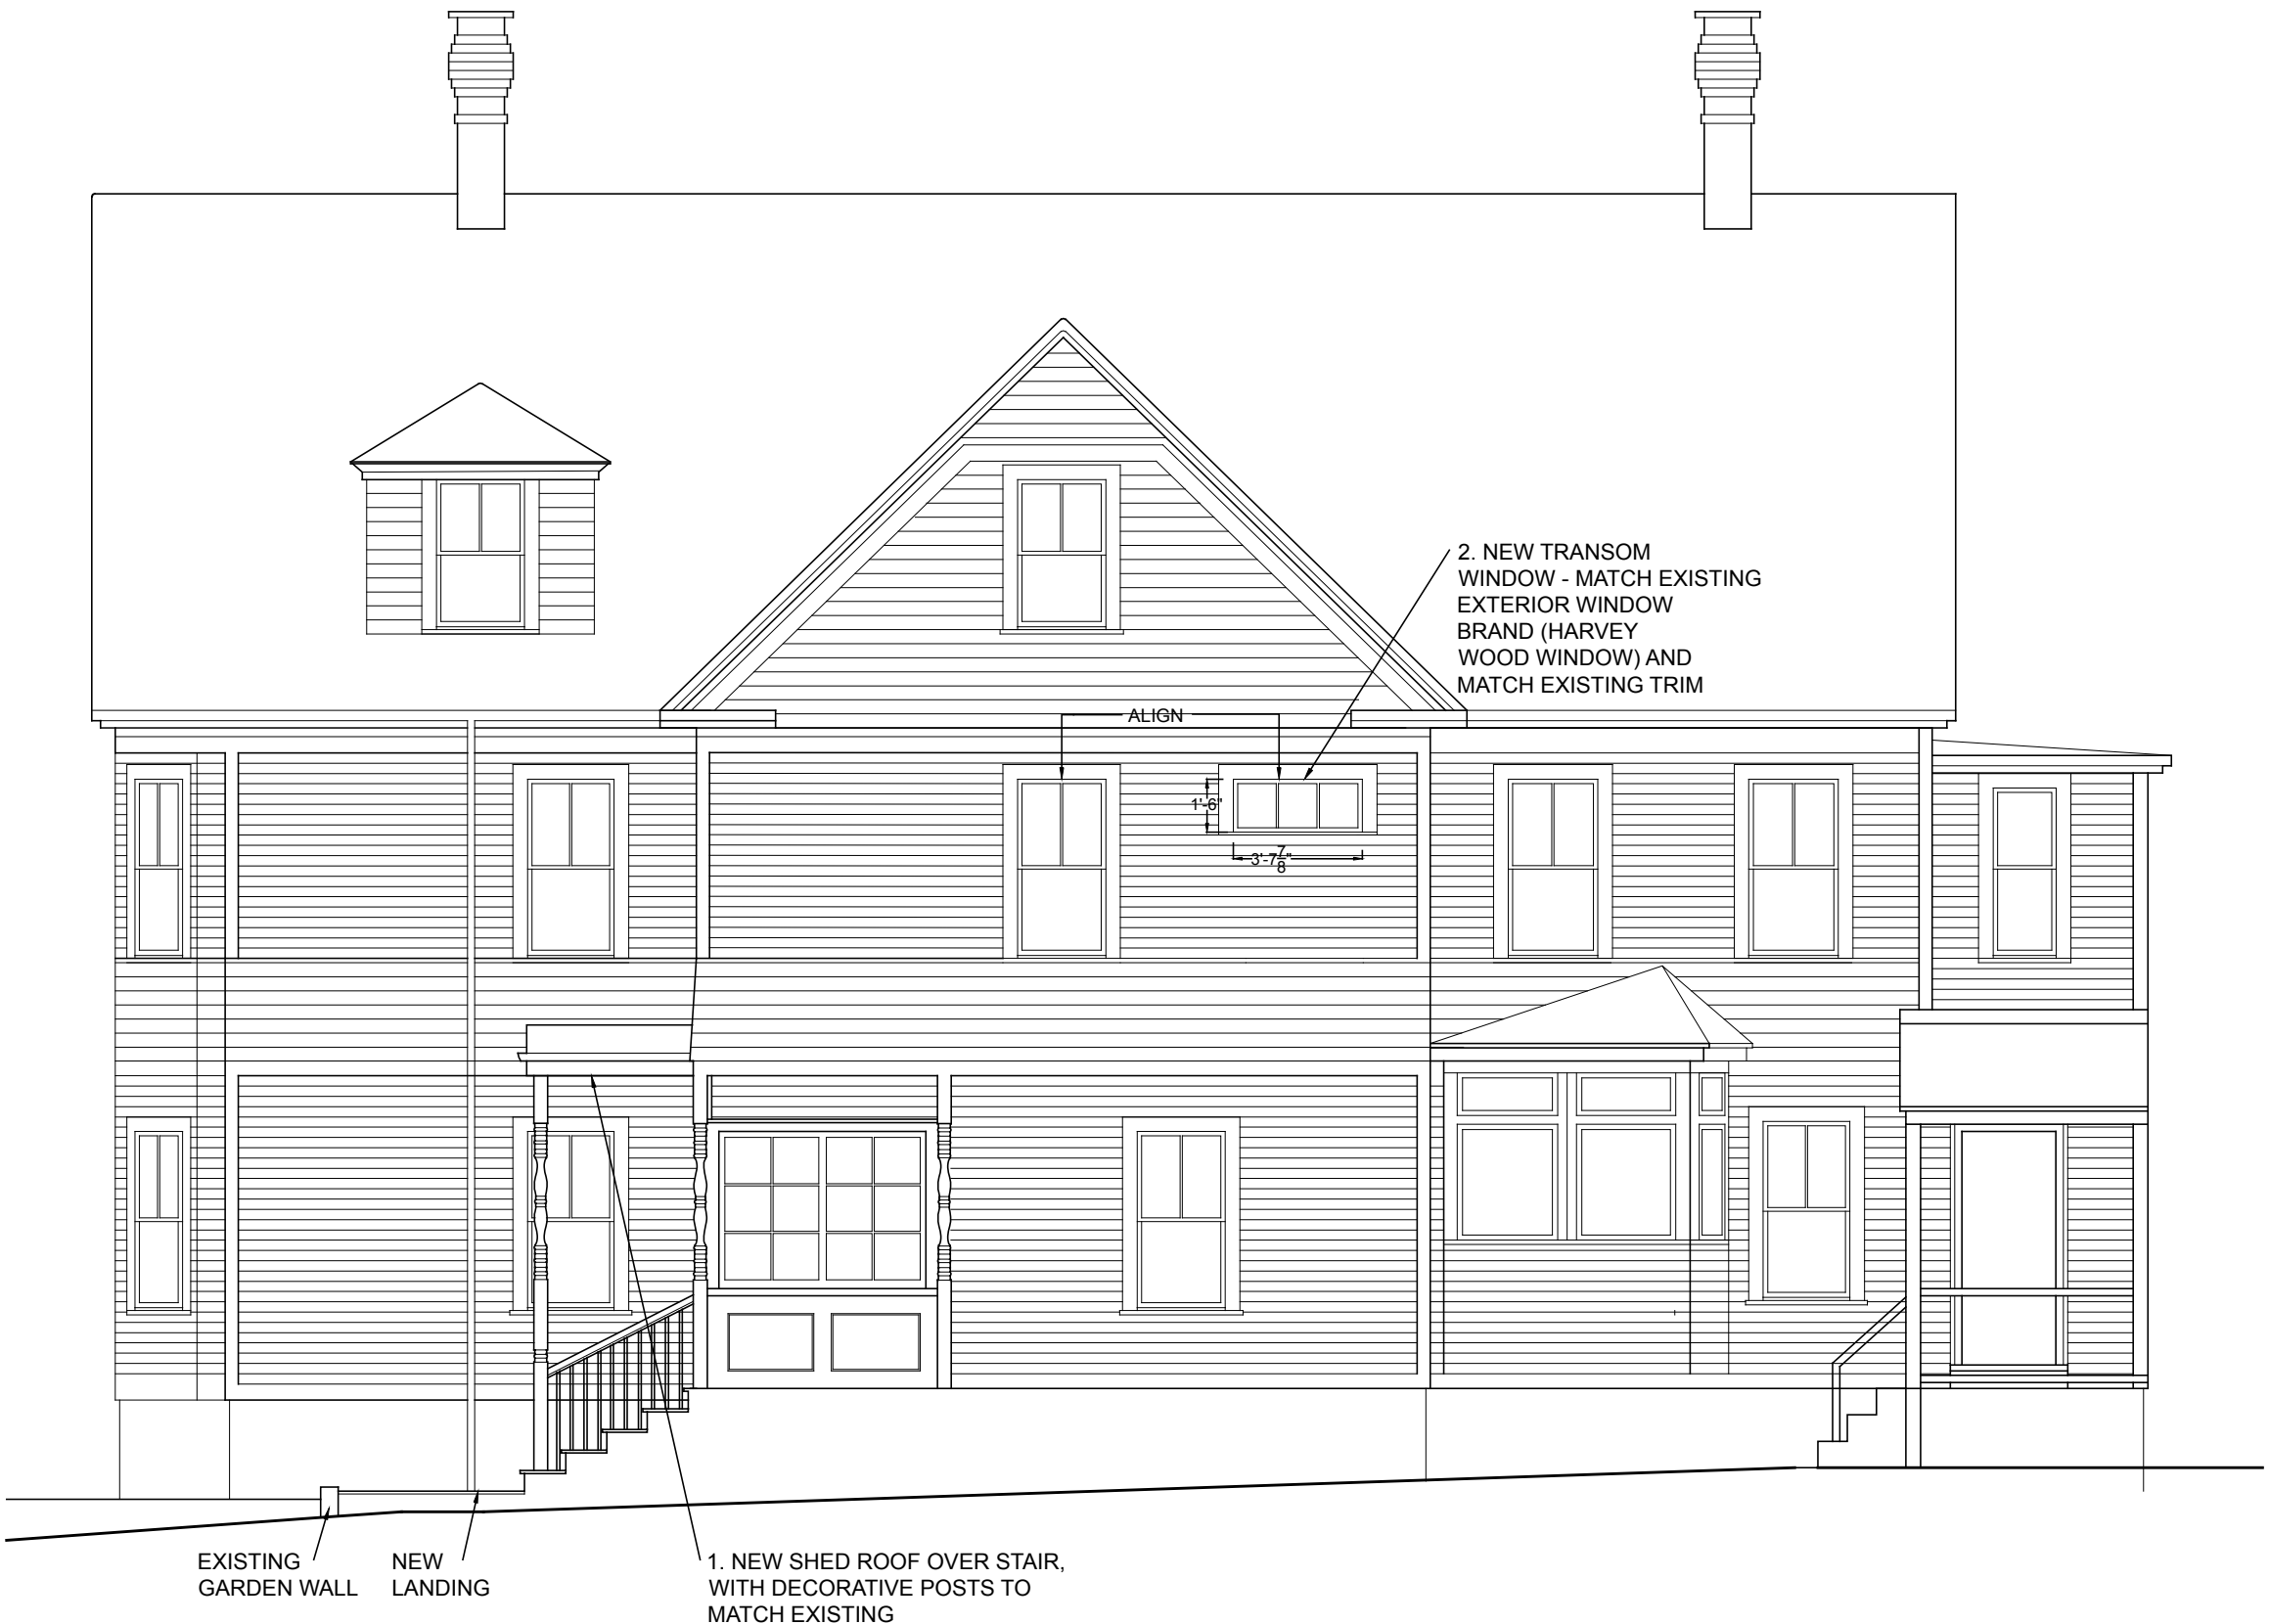 2. NEW TRANSOM
WINDOW - MATCH EXISTING
EXTERIOR WINDOW
BRAND (HARVEY
WOOD WINDOW) AND
MATCH EXISTING TRIM
ALIGN
1'-6"
3'-7 7/8"
EXISTING
GARDEN WALL
NEW
LANDING
1. NEW SHED ROOF OVER STAIR,
WITH DECORATIVE POSTS TO
MATCH EXISTING